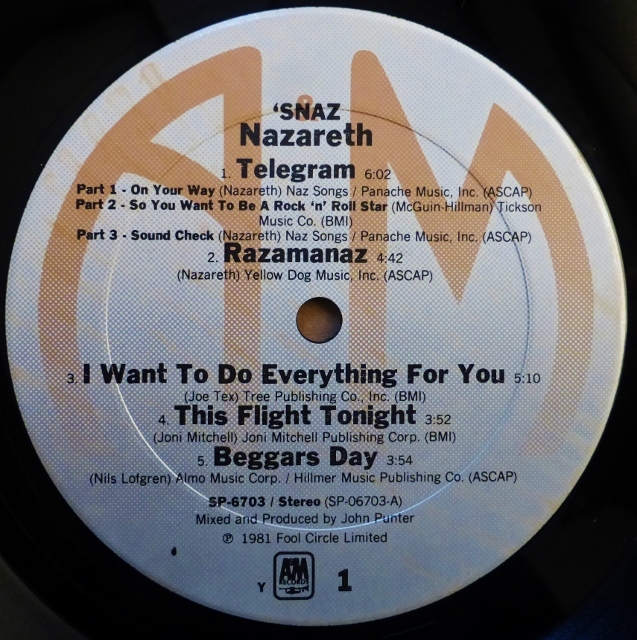 'SNAZ
Nazareth
1. Telegram 6:02
Part 1 - On Your Way (Nazareth) Naz Songs / Panache Music, Inc. (ASCAP)
Part 2 - So You Want To Be A Rock 'n' Roll Star (McGuin-Hillman) Tickson
Music Co. (BMI)
Part 3 - Sound Check (Nazareth) Naz Songs / Panache Music, Inc. (ASCAP)
2. Razamanaz 4:42
(Nazareth) Yellow Dog Music, Inc. (ASCAP)
3. I Want To Do Everything For You 5:10
(Joe Tex) Tree Publishing Co., Inc. (BMI)
4. This Flight Tonight 3:52
(Joni Mitchell) Joni Mitchell Publishing Corp. (BMI)
5. Beggars Day 3:54
(Nils Lofgren) Almo Music Corp. / Hillmer Music Publishing Co. (ASCAP)
SP-6703 / Stereo (SP-06703-A)
Mixed and Produced by John Punter
℗ 1981 Fool Circle Limited
Y A&M RECORDS 1